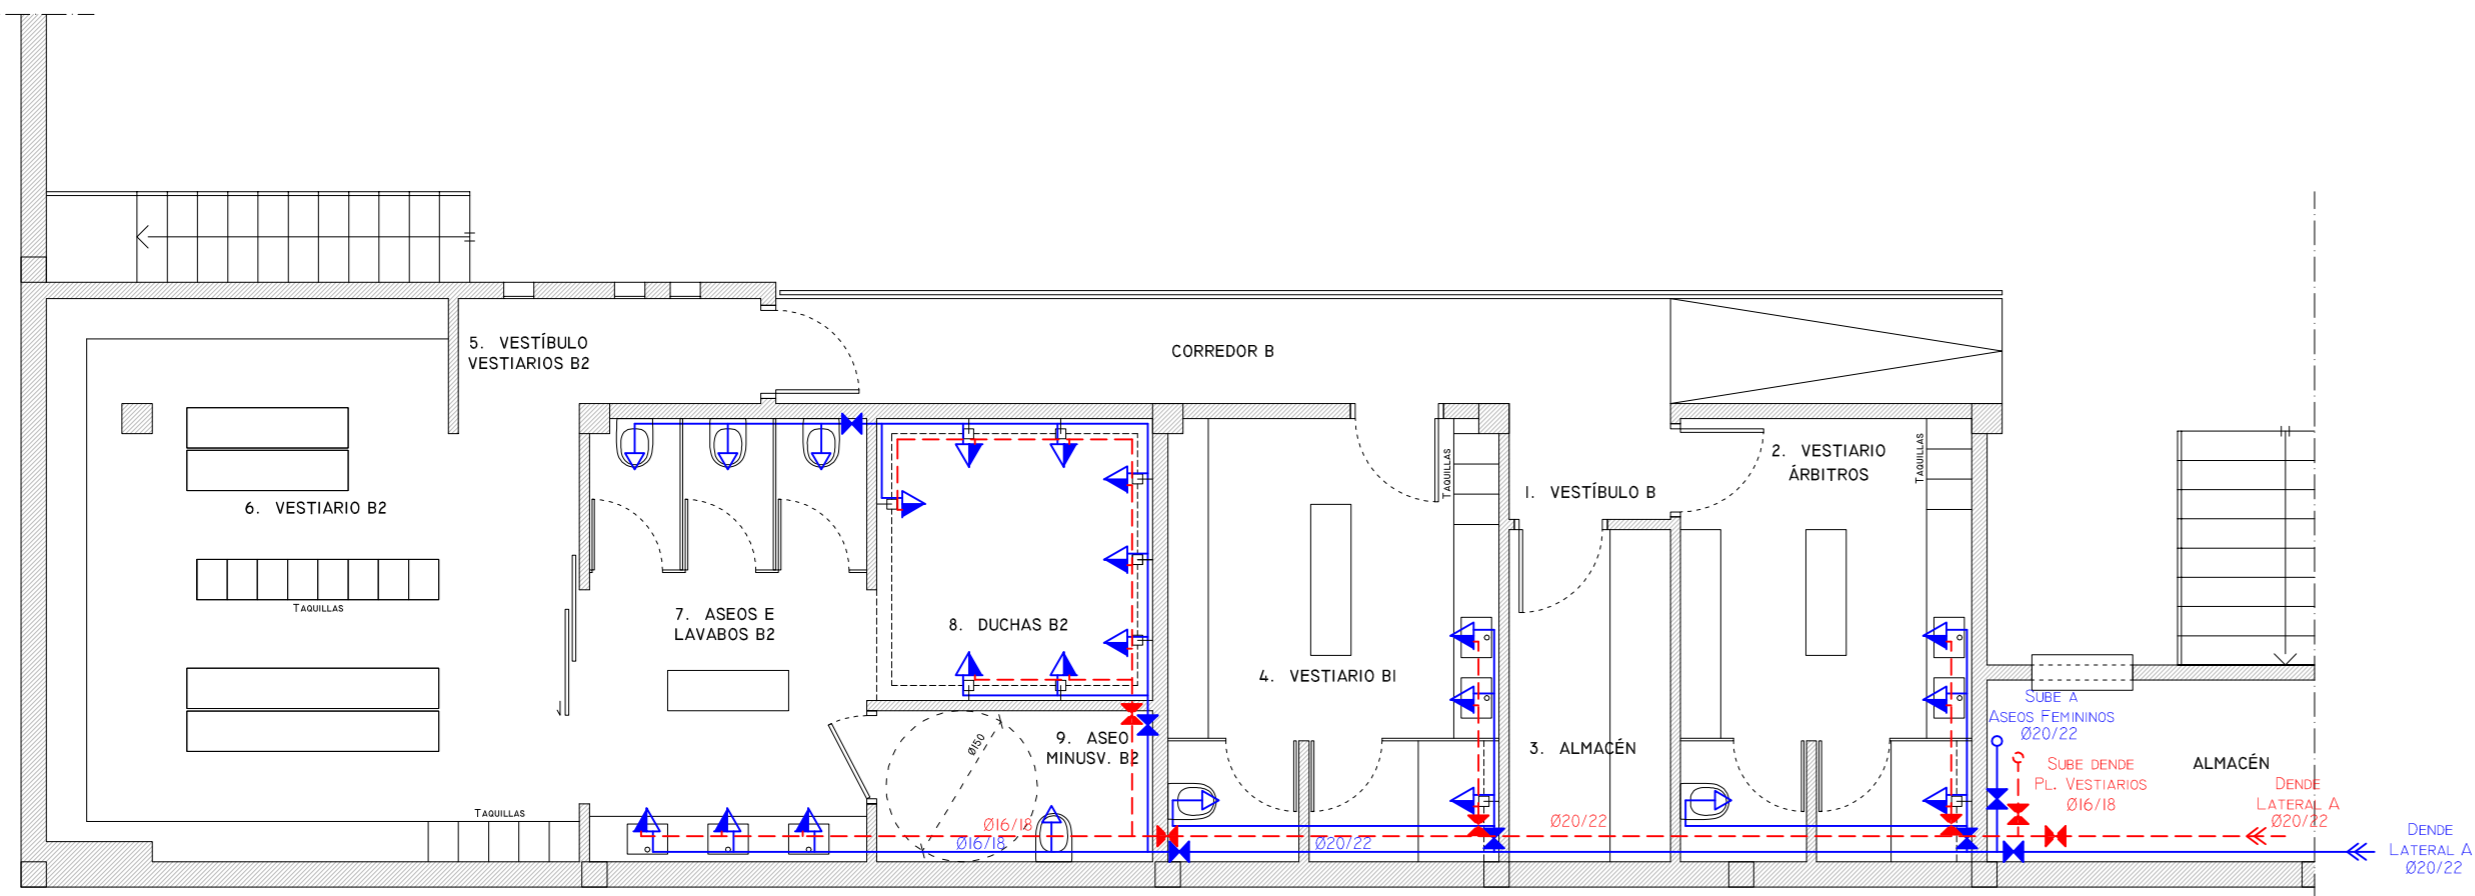 5. VESTÍBULO
VESTIARIOS B2
CORREDOR B
6. VESTIARIO B2
TAQUILLAS
TAQUILLAS
7. ASEOS E
LAVABOS B2
8. DUCHAS B2
9. ASEO
MINUSV. B2
Ø150
Ø16/18
Ø16/18
4. VESTIARIO B1
TAQUILLAS
Ø20/22
1. VESTÍBULO B
3. ALMACÉN
Ø20/22
2. VESTIARIO
ÁRBITROS
TAQUILLAS
SUBE A
ASEOS FEMININOS
Ø20/22
SUBE DENDE
PL. VESTIARIOS
Ø16/18
ALMACÉN
DENDE
LATERAL A
Ø20/22
DENDE
LATERAL A
Ø20/22